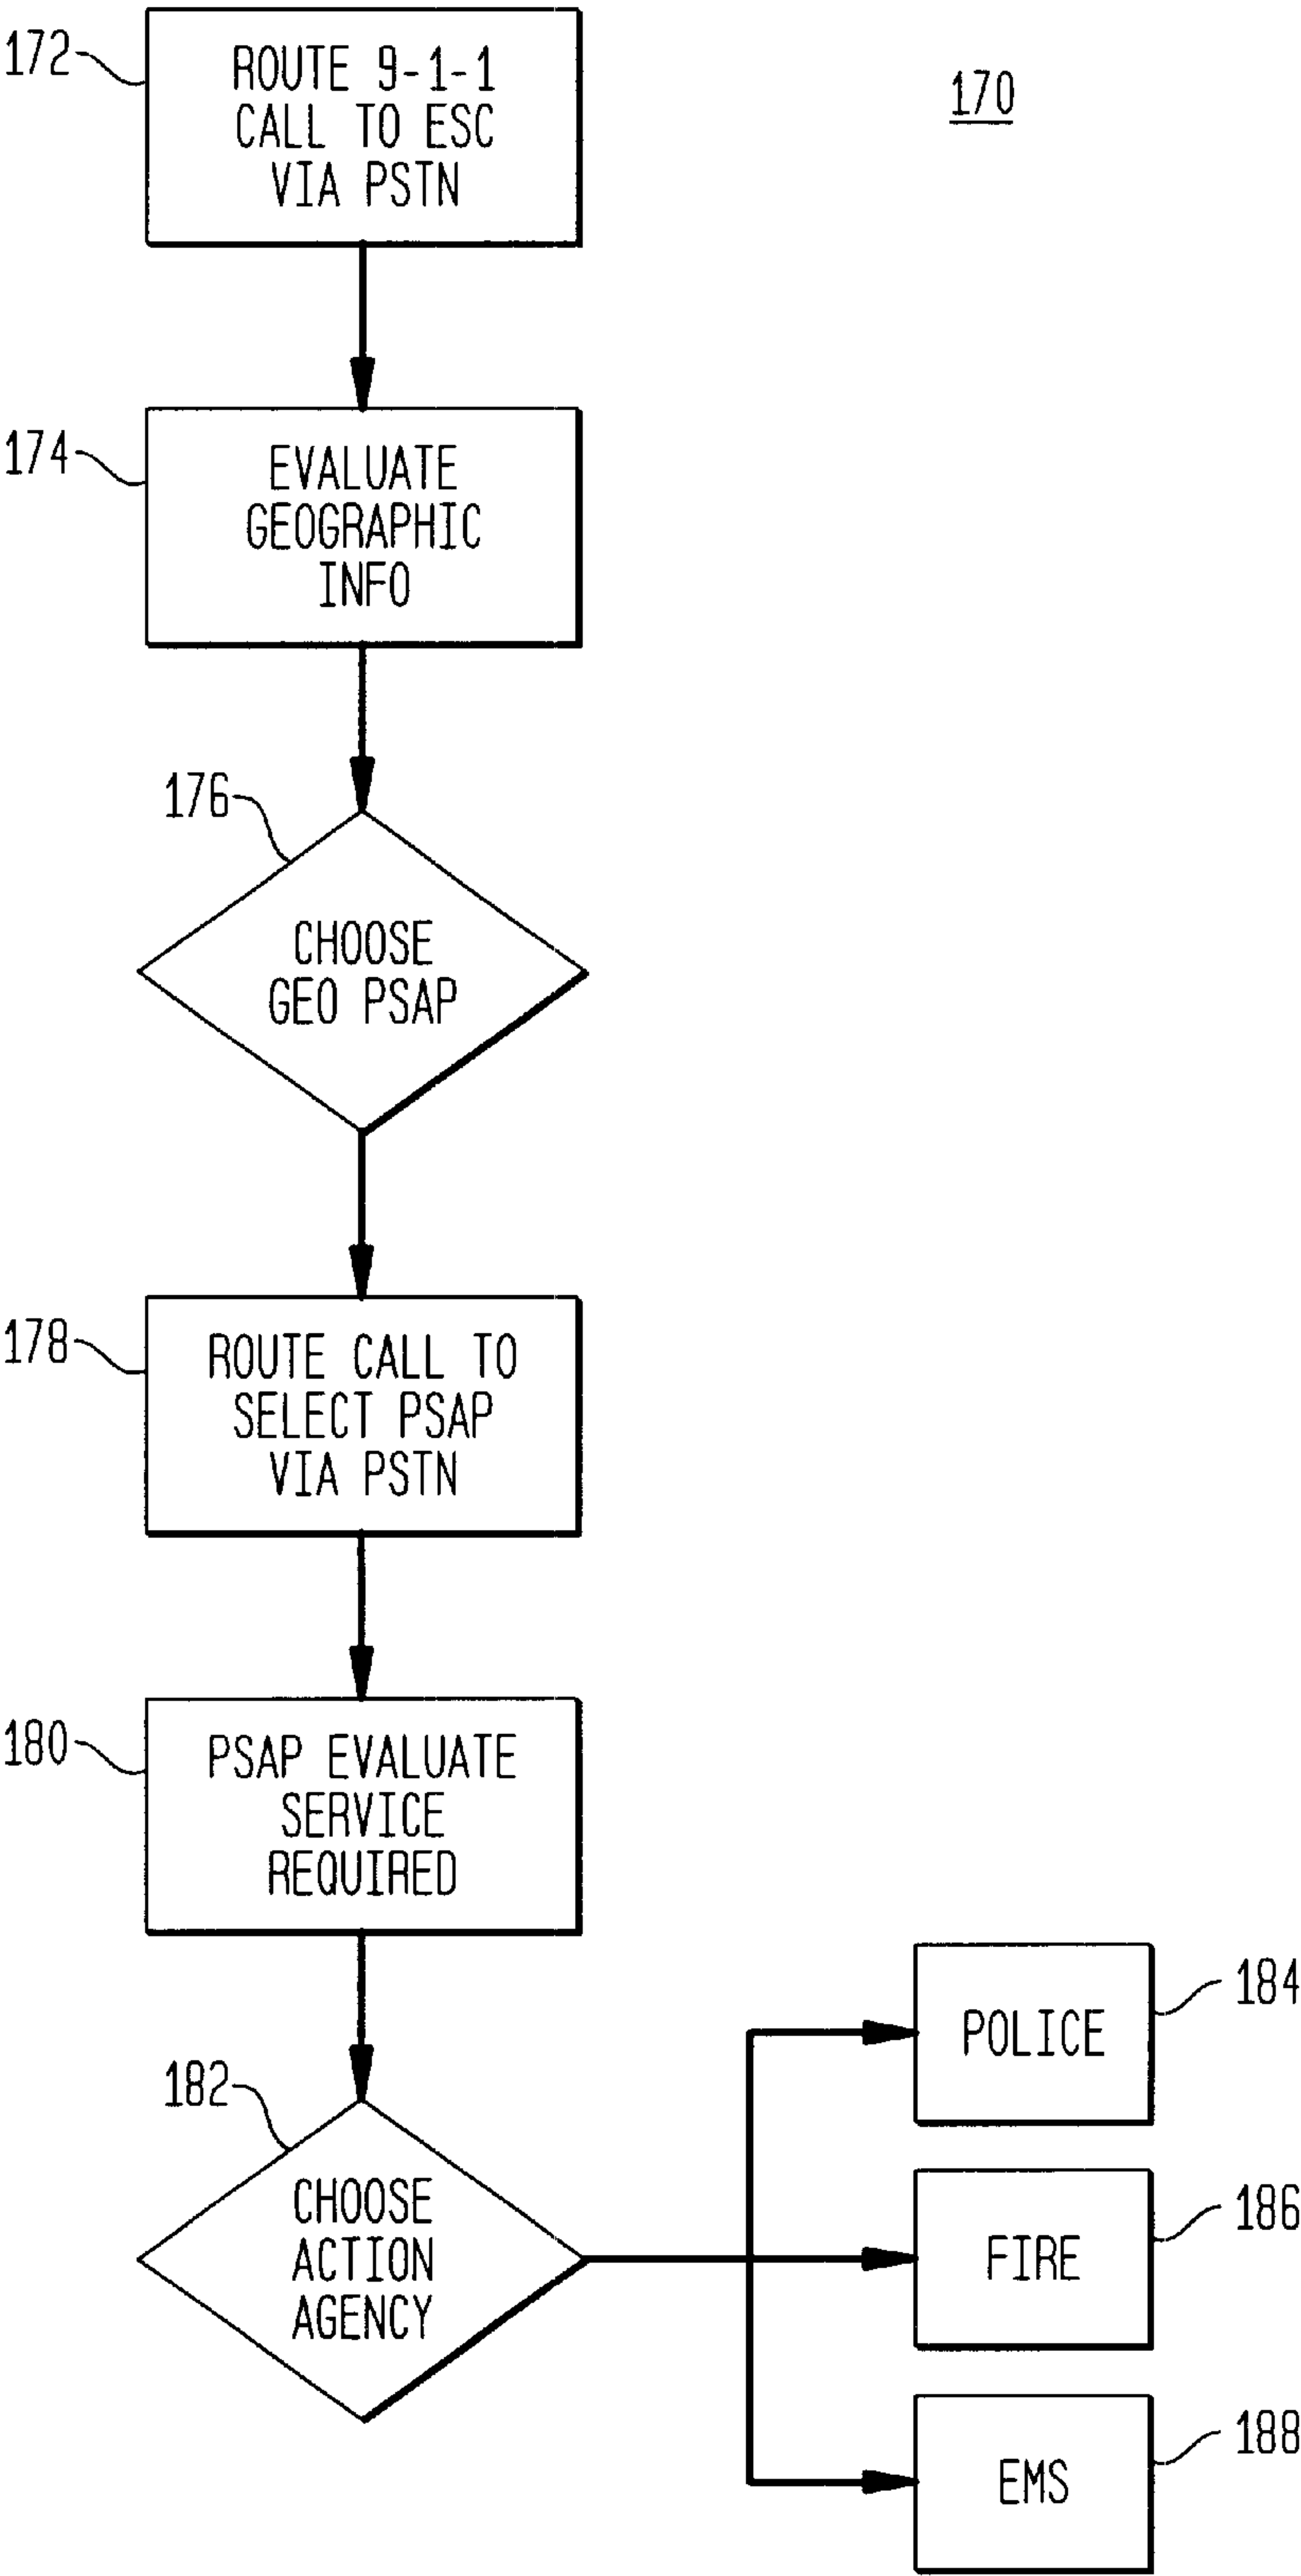 172
ROUTE 9-1-1
CALL TO ESC
VIA PSTN
170
174
EVALUATE
GEOGRAPHIC
INFO
176
CHOOSE
GEO PSAP
178
ROUTE CALL TO
SELECT PSAP
VIA PSTN
180
PSAP EVALUATE
SERVICE
REQUIRED
182
CHOOSE
ACTION
AGENCY
184
POLICE
186
FIRE
188
EMS